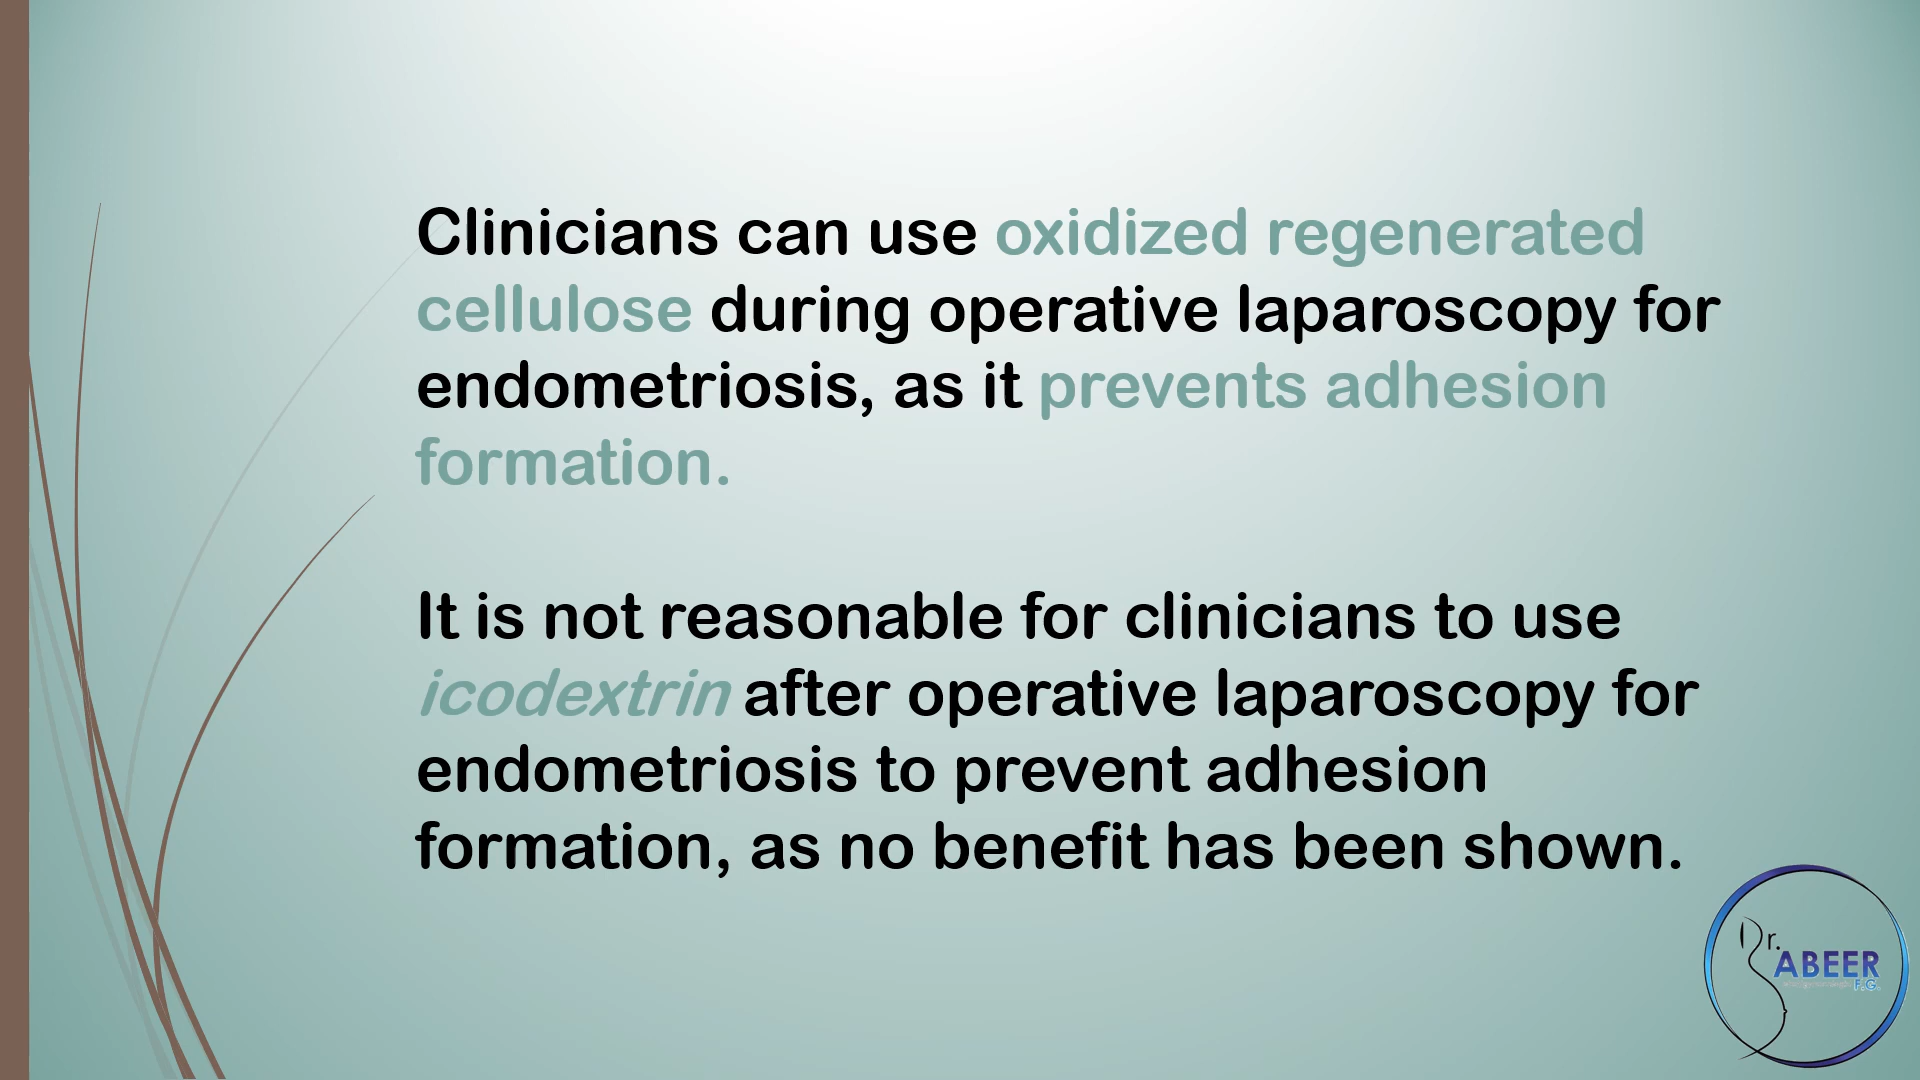 Clinicians can use oxidized regenerated
cellulose during operative laparoscopy for
endometriosis, as it prevents adhesion
formation.
It is not reasonable for clinicians to use
icodextrin after operative laparoscopy for
endometriosis to prevent adhesion
formation, as no benefit has been shown.
Dr.
ABEER
F.G.